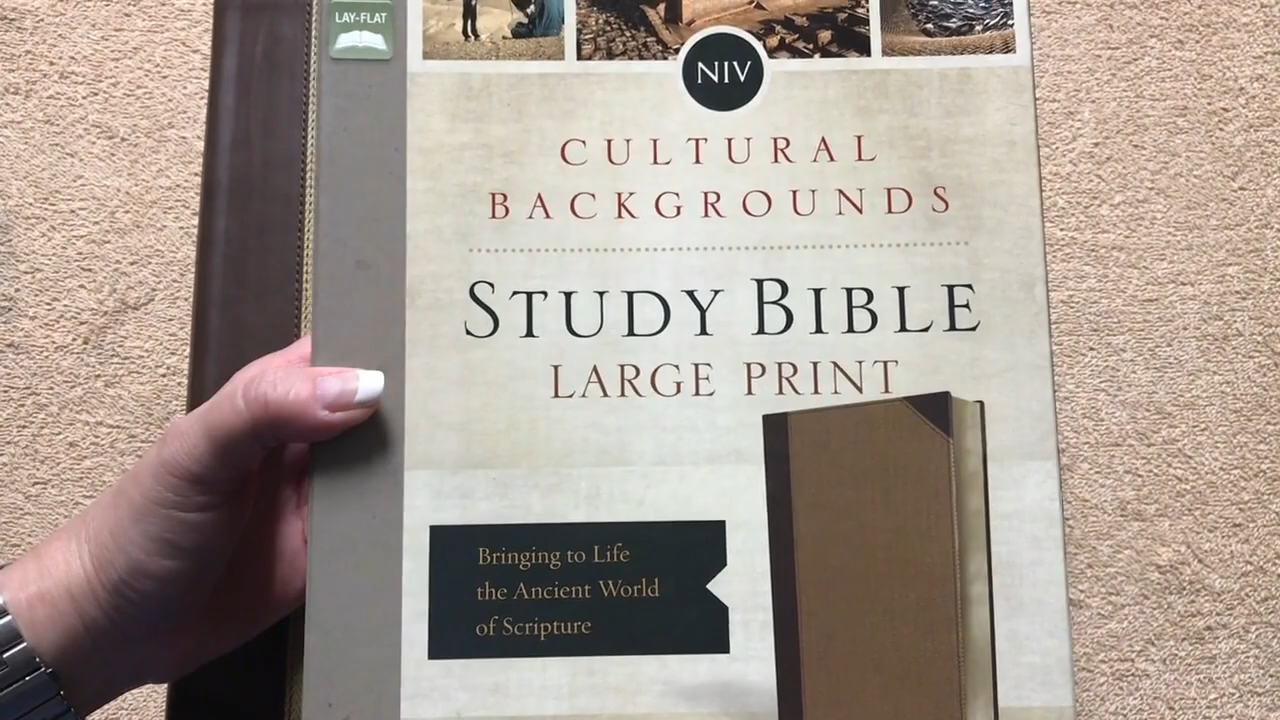 LAY-FLAT
NIV
CULTURAL
BACKGROUNDS
STUDY BIBLE
LARGE PRINT
Bringing to Life
the Ancient World
of Scripture